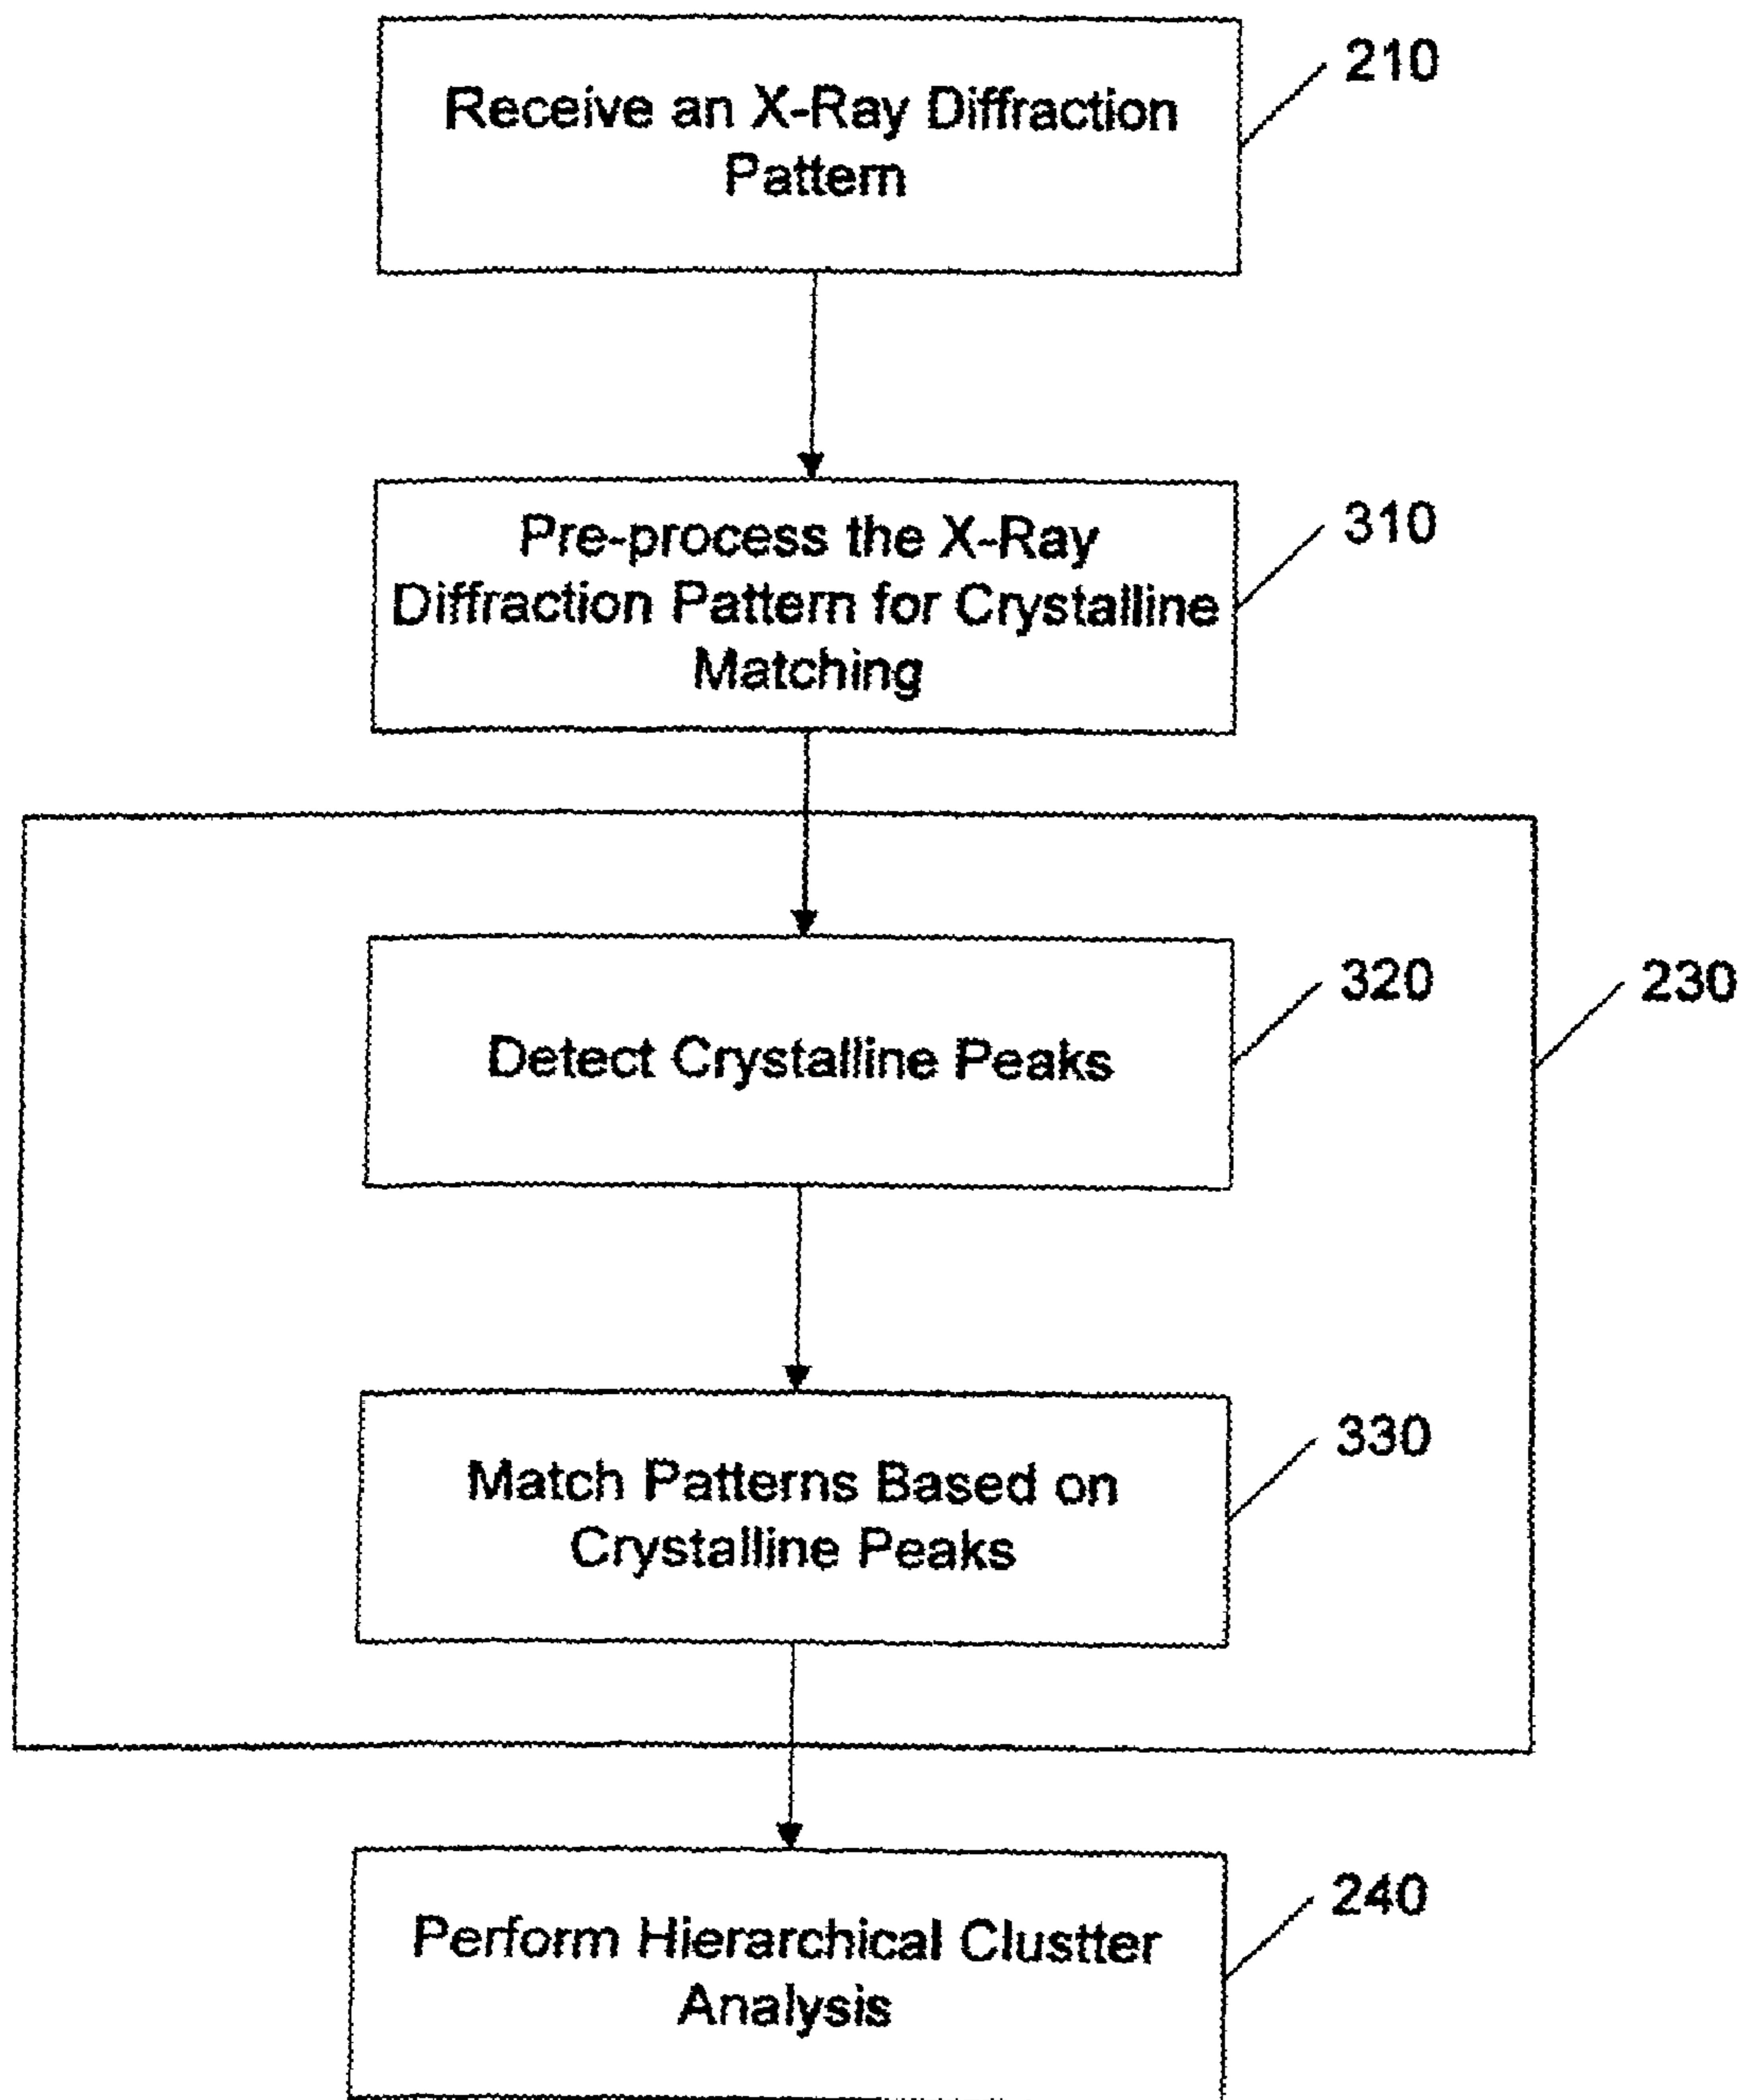 Receive an X-Ray Diffraction
Pattern
210
Pre-process the X-Ray
Diffraction Pattern for Crystalline
Matching
310
Detect Crystalline Peaks
320
230
Match Patterns Based on
Crystalline Peaks
330
Perform Hierarchical Clustter
Analysis
240